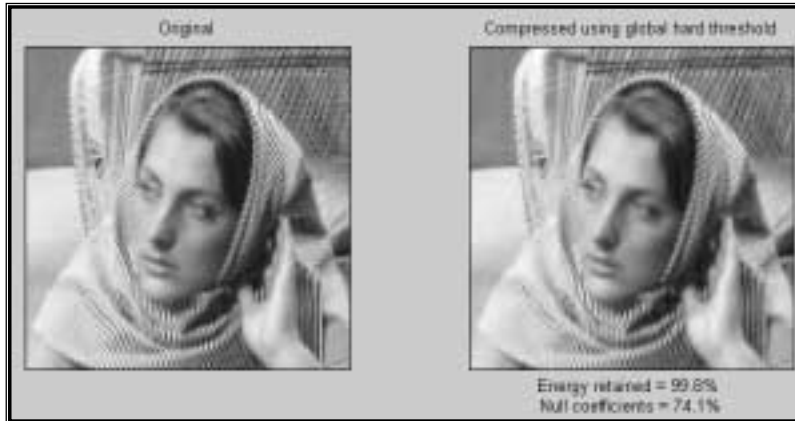 Original
Compressed using global hard threshold
Energy retained = 99.8%
Null coefficients = 74.1%